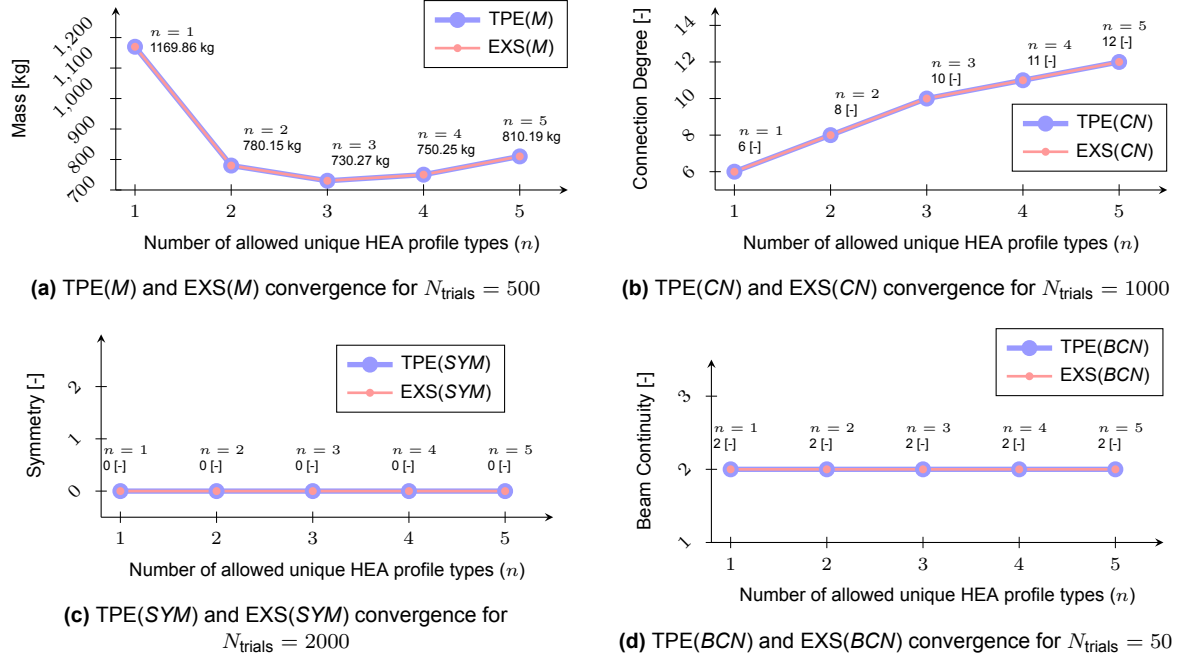 TPE(M)
EXS(M)
1,200
1,100
1,000
900
800
700
Mass [kg]
n = 1
1169.86 kg
n = 2
780.15 kg
n = 3
730.27 kg
n = 4
750.25 kg
n = 5
810.19 kg
1 2 3 4 5
Number of allowed unique HEA profile types (n)
(a) TPE(M) and EXS(M) convergence for N_trials = 500
14
12
10
8
6
Connection Degree [-]
n = 1
6 [-]
n = 2
8 [-]
n = 3
10 [-]
n = 4
11 [-]
n = 5
12 [-]
TPE(CN)
EXS(CN)
1 2 3 4 5
Number of allowed unique HEA profile types (n)
(b) TPE(CN) and EXS(CN) convergence for N_trials = 1000
TPE(SYM)
EXS(SYM)
2
1
0
Symmetry [-]
n = 1
0 [-]
n = 2
0 [-]
n = 3
0 [-]
n = 4
0 [-]
n = 5
0 [-]
1 2 3 4 5
Number of allowed unique HEA profile types (n)
(c) TPE(SYM) and EXS(SYM) convergence for
N_trials = 2000
TPE(BCN)
EXS(BCN)
3
2
1
Beam Continuity [-]
n = 1
2 [-]
n = 2
2 [-]
n = 3
2 [-]
n = 4
2 [-]
n = 5
2 [-]
1 2 3 4 5
Number of allowed unique HEA profile types (n)
(d) TPE(BCN) and EXS(BCN) convergence for N_trials = 50